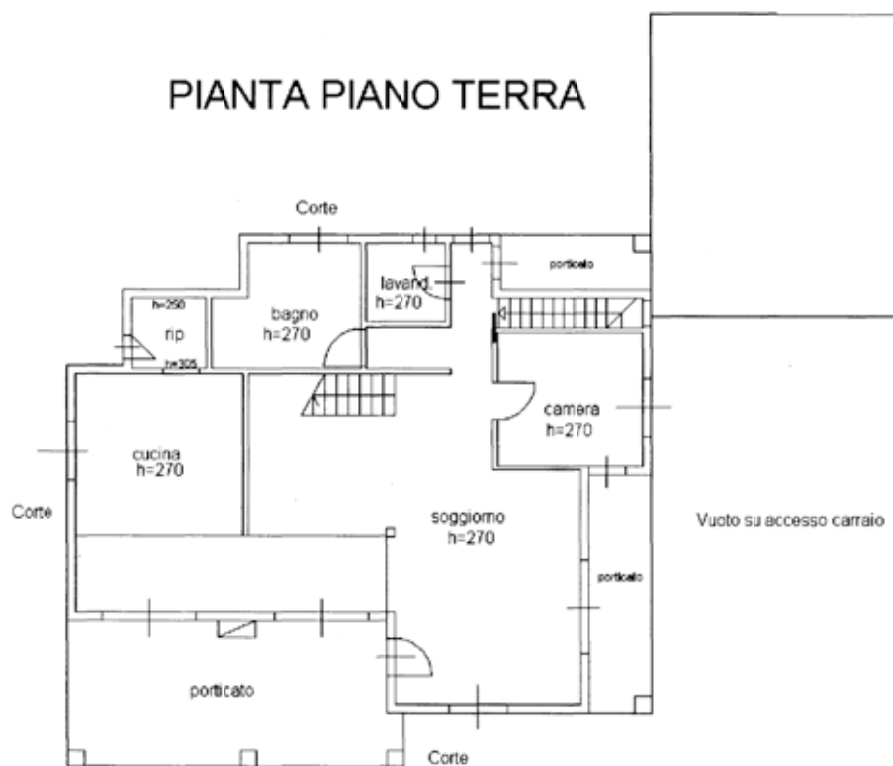 PIANTA PIANO TERRA
Corte
porticato
lavand.
h=270
h=250
rip
h=305
bagno
h=270
camera
h=270
cucina
h=270
Corte
soggiorno
h=270
Vuoto su accesso carraio
porticato
porticato
Corte